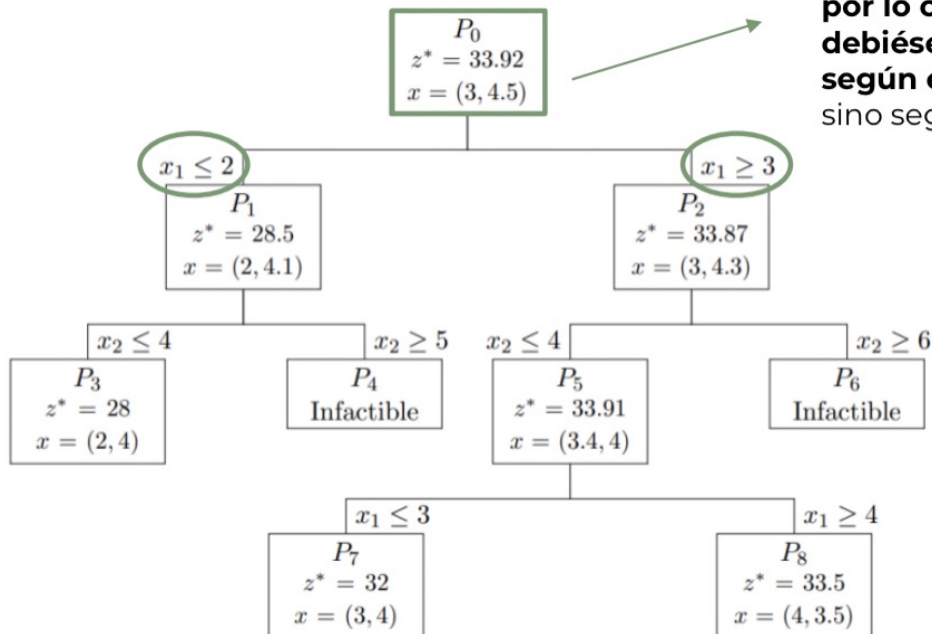 por lo
debiése
según
sino seg
P₀
z* = 33.92
x = (3, 4.5)
x₁ ≤ 2
x₁ ≥ 3
P₁
z* = 28.5
x = (2, 4.1)
P₂
z* = 33.87
x = (3, 4.3)
x₂ ≤ 4
x₂ ≥ 5
x₂ ≤ 4
x₂ ≥ 6
P₃
z* = 28
x = (2, 4)
P₄
Infactible
P₅
z* = 33.91
x = (3.4, 4)
P₆
Infactible
x₁ ≤ 3
x₁ ≥ 4
P₇
z* = 32
x = (3, 4)
P₈
z* = 33.5
x = (4, 3.5)